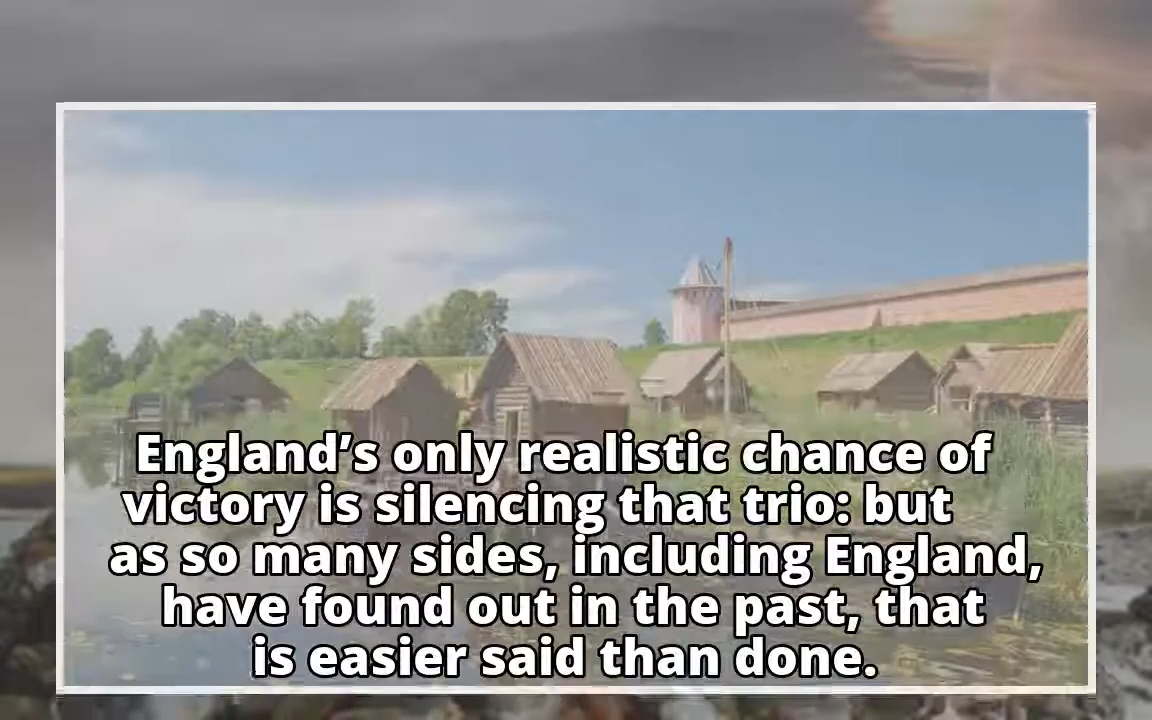 England’s only realistic chance of
victory is silencing that trio: but
as so many sides, including England,
have found out in the past, that
is easier said than done.